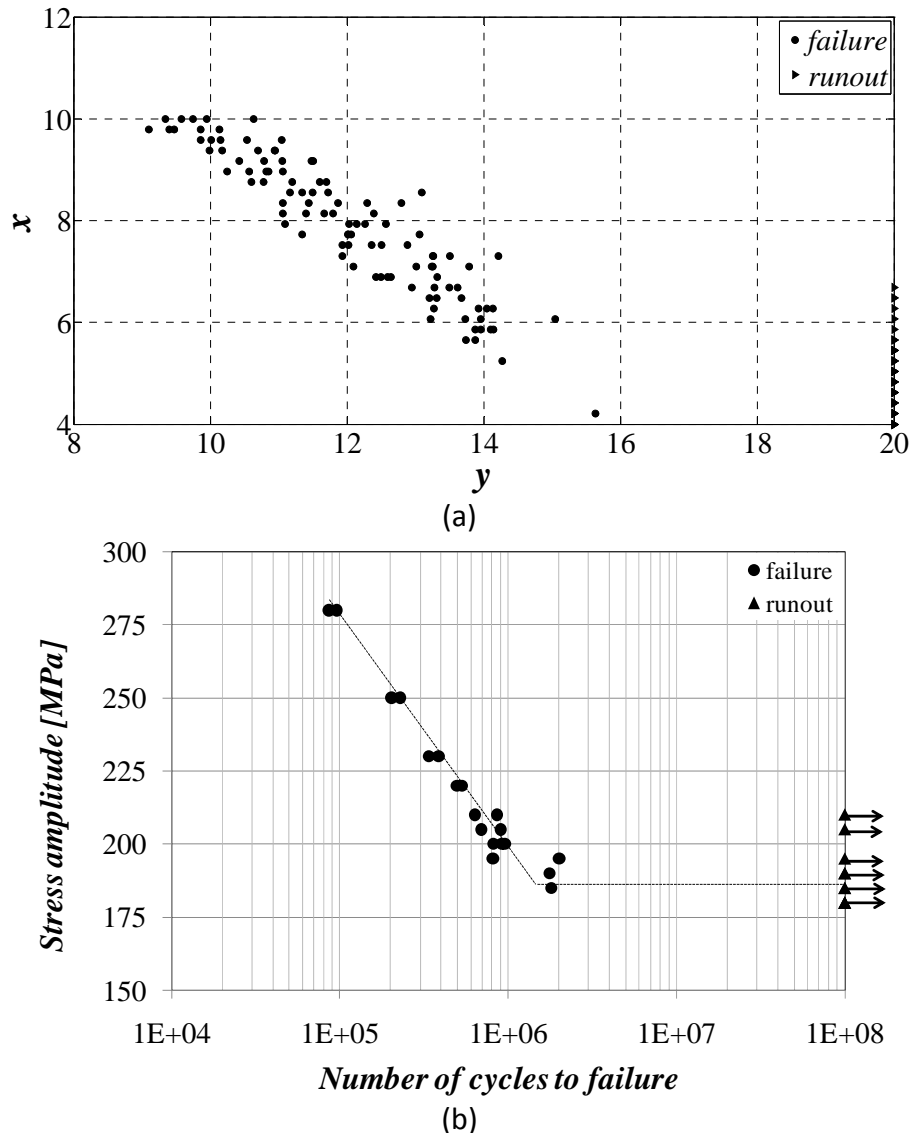 12
failure
runout
10
x
8
6
4
8 10 12 14 16 18 20
y
(a)
300
failure
runout
275
250
Stress amplitude [MPa]
225
200
175
150
1E+04 1E+05 1E+06 1E+07 1E+08
Number of cycles to failure
(b)